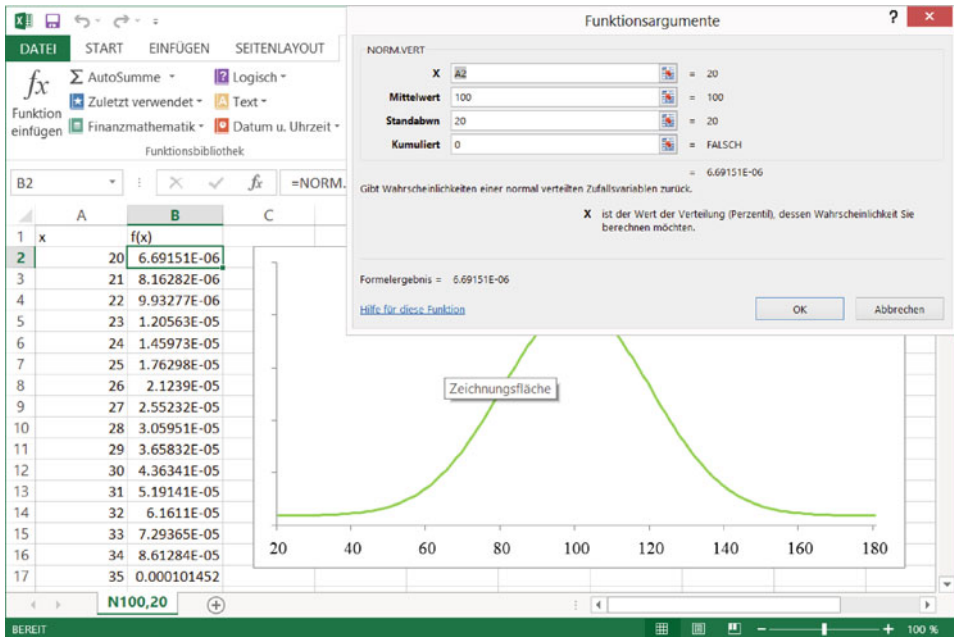 DATEI START EINFÜGEN SEITENLAYOUT
fx
Funktion
einfügen
Σ AutoSumme
Zuletzt verwendet
Finanzmathematik
Logisch
Text
Datum u. Uhrzeit
Funktionsbibliothek
B2 fx =NORM.
A B C
1 x f(x)
2 20 6.69151E-06
3 21 8.16282E-06
4 22 9.93277E-06
5 23 1.20563E-05
6 24 1.45973E-05
7 25 1.76298E-05
8 26 2.1239E-05
9 27 2.55232E-05
10 28 3.05951E-05
11 29 3.65832E-05
12 30 4.36341E-05
13 31 5.19141E-05
14 32 6.1611E-05
15 33 7.29365E-05
16 34 8.61284E-05
17 35 0.000101452
Funktionsargumente ? ×
NORM.VERT
X A2 = 20
Mittelwert 100 = 100
Standabwn 20 = 20
Kumuliert 0 = FALSCH
= 6.69151E-06
Gibt Wahrscheinlichkeiten einer normal verteilten Zufallsvariablen zurück.
X ist der Wert der Verteilung (Perzentil), dessen Wahrscheinlichkeit Sie
berechnen möchten.
Formelergebnis = 6.69151E-06
Hilfe für diese Funktion OK Abbrechen
Zeichnungsfläche
20 40 60 80 100 120 140 160 180
N100,20
BEREIT 100 %